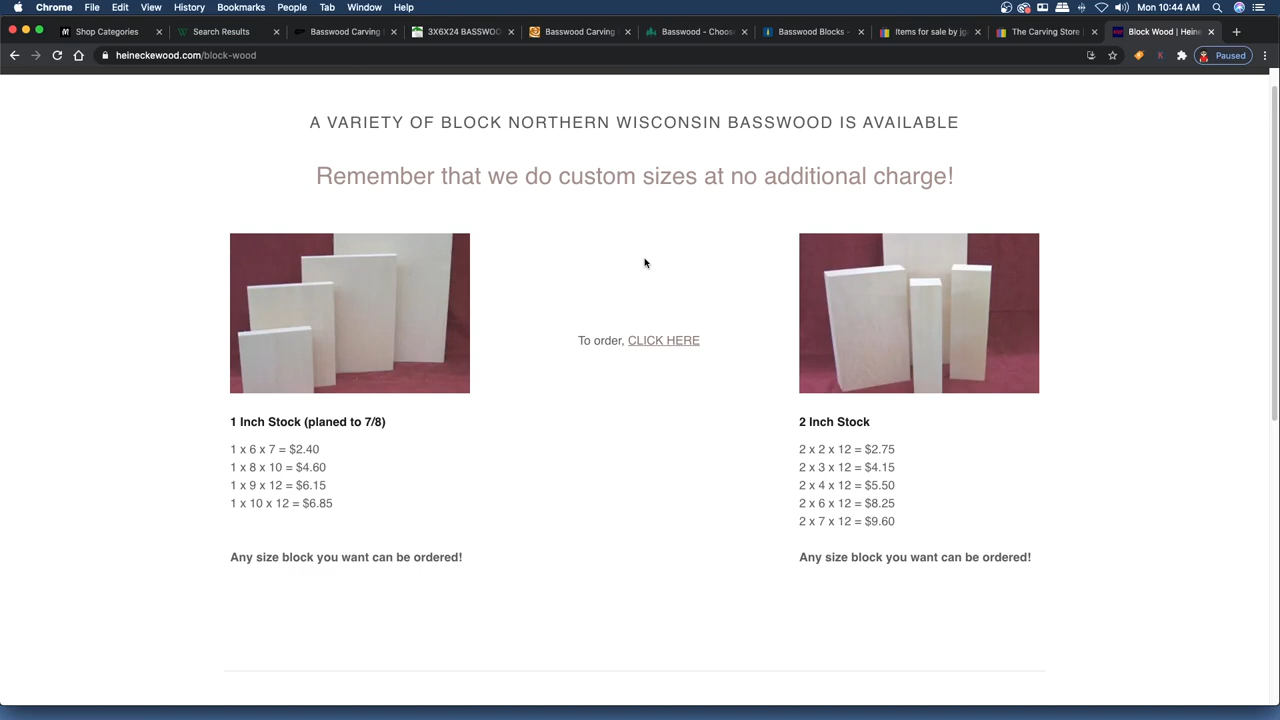 Chrome File Edit View History Bookmarks People Tab Window Help Mon 10:44 AM
Shop Categories Search Results Basswood Carving 3X6X24 BASSWOO Basswood Carving Basswood - Choos Basswood Blocks - Items for sale by jg The Carving Store Block Wood | Heine
heineckewood.com/block-wood Paused
A VARIETY OF BLOCK NORTHERN WISCONSIN BASSWOOD IS AVAILABLE
Remember that we do custom sizes at no additional charge!
To order, CLICK HERE
1 Inch Stock (planed to 7/8)
1 x 6 x 7 = $2.40
1 x 8 x 10 = $4.60
1 x 9 x 12 = $6.15
1 x 10 x 12 = $6.85
Any size block you want can be ordered!
2 Inch Stock
2 x 2 x 12 = $2.75
2 x 3 x 12 = $4.15
2 x 4 x 12 = $5.50
2 x 6 x 12 = $8.25
2 x 7 x 12 = $9.60
Any size block you want can be ordered!